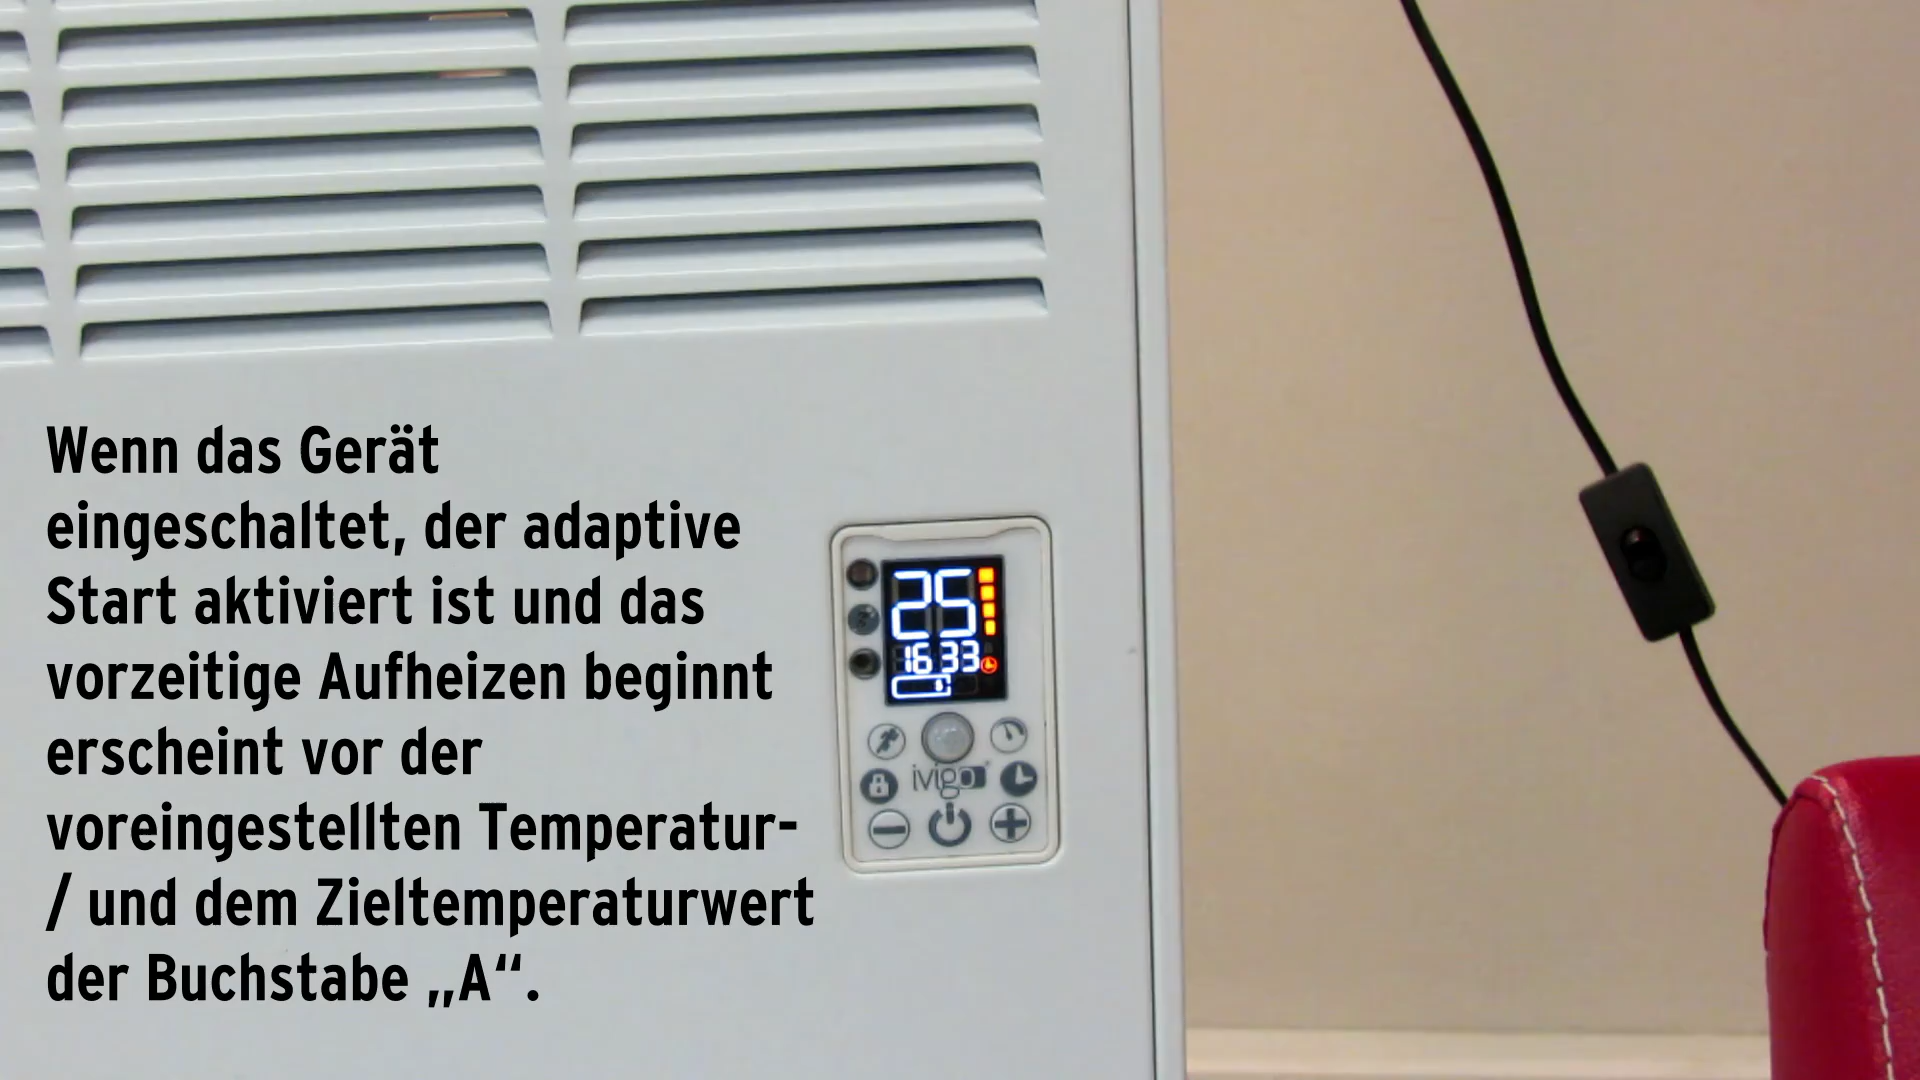 Wenn das Gerät
eingeschaltet, der adaptive
Start aktiviert ist und das
vorzeitige Aufheizen beginnt
erscheint vor der
voreingestellten Temperatur-
/ und dem Zieltemperaturwert
der Buchstabe „A“.
25
16 33
ivigo